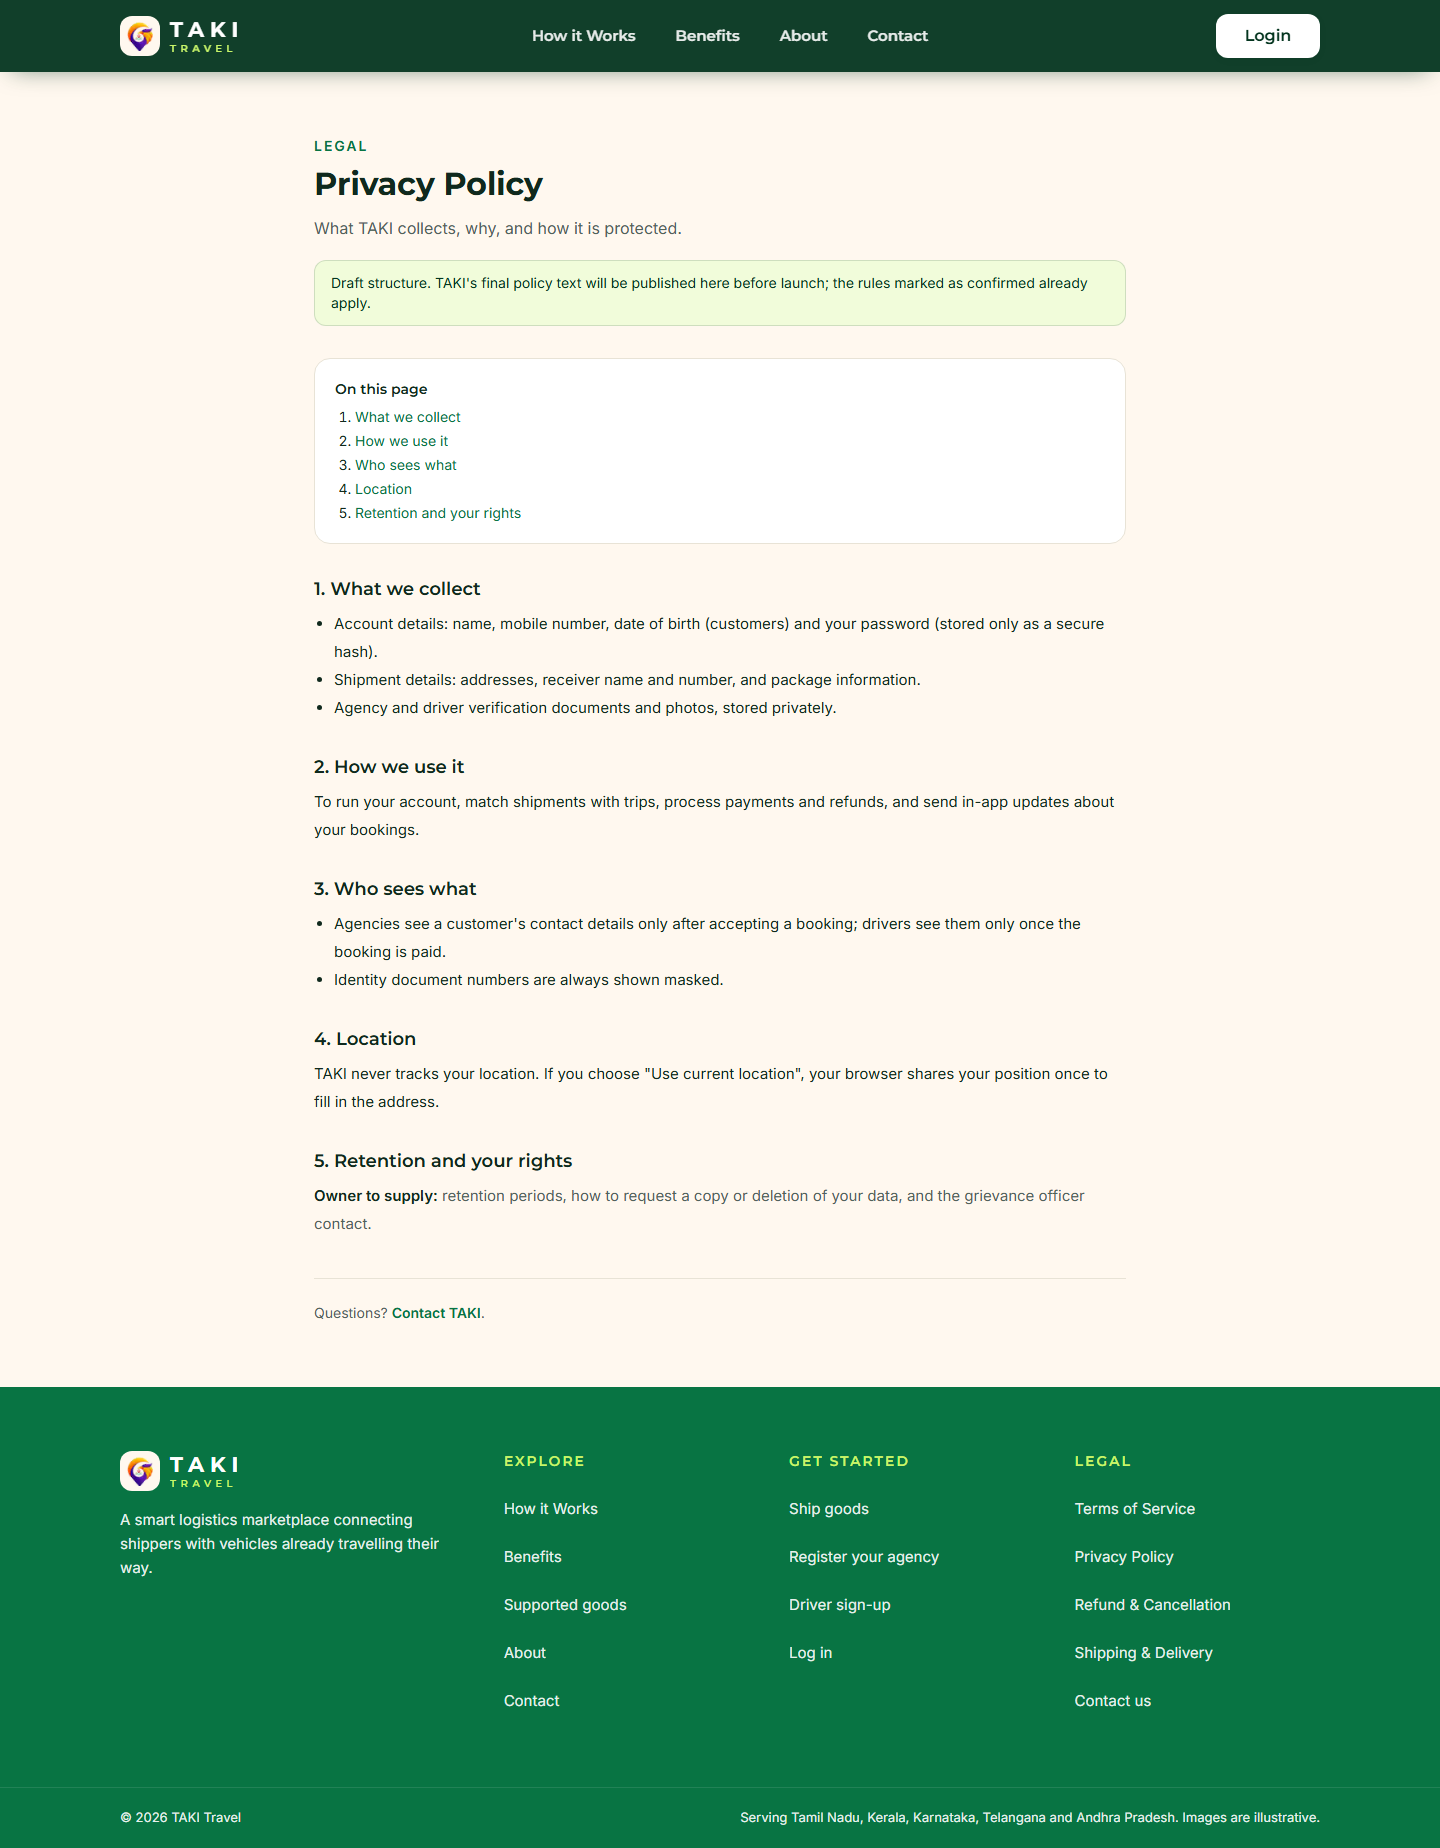 TAKI
TRAVEL
How it Works
Benefits
About
Contact
Login
LEGAL
Privacy Policy
What TAKI collects, why, and how it is protected.
Draft structure. TAKI's final policy text will be published here before launch; the rules marked as confirmed already
apply.
On this page
1. What we collect
2. How we use it
3. Who sees what
4. Location
5. Retention and your rights
1. What we collect
• Account details: name, mobile number, date of birth (customers) and your password (stored only as a secure
hash).
• Shipment details: addresses, receiver name and number, and package information.
• Agency and driver verification documents and photos, stored privately.
2. How we use it
To run your account, match shipments with trips, process payments and refunds, and send in-app updates about
your bookings.
3. Who sees what
• Agencies see a customer's contact details only after accepting a booking; drivers see them only once the
booking is paid.
• Identity document numbers are always shown masked.
4. Location
TAKI never tracks your location. If you choose "Use current location", your browser shares your position once to
fill in the address.
5. Retention and your rights
Owner to supply: retention periods, how to request a copy or deletion of your data, and the grievance officer
contact.
Questions? Contact TAKI.
TAKI
TRAVEL
A smart logistics marketplace connecting
shippers with vehicles already travelling their
way.
EXPLORE
How it Works
Benefits
Supported goods
About
Contact
GET STARTED
Ship goods
Register your agency
Driver sign-up
Log in
LEGAL
Terms of Service
Privacy Policy
Refund & Cancellation
Shipping & Delivery
Contact us
© 2026 TAKI Travel
Serving Tamil Nadu, Kerala, Karnataka, Telangana and Andhra Pradesh. Images are illustrative.